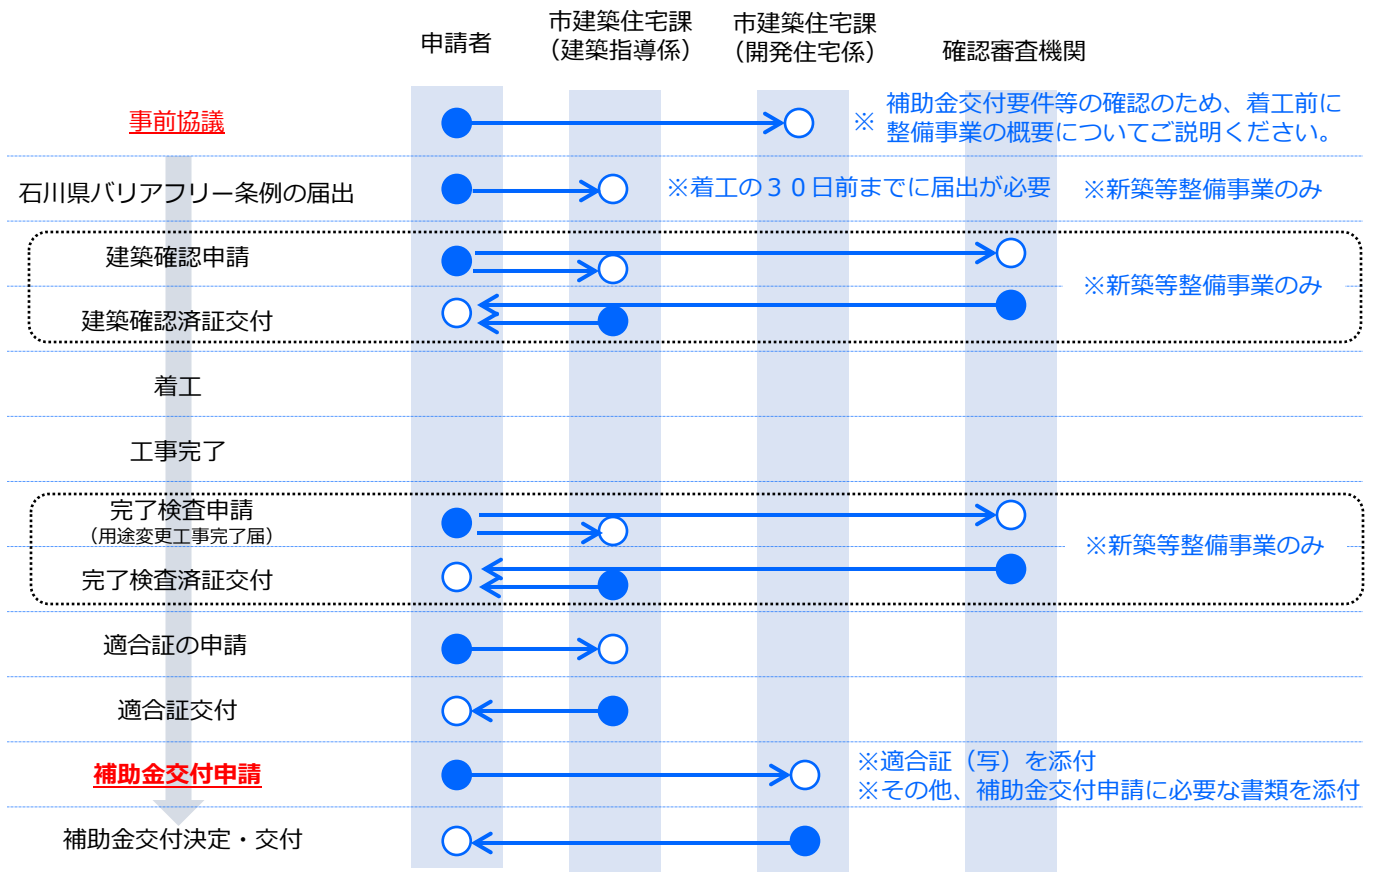 申請者
市建築住宅課
（建築指導係）
市建築住宅課
（開発住宅係）
確認審査機関
事前協議
※ 補助金交付要件等の確認のため、着工前に
整備事業の概要についてご説明ください。
石川県バリアフリー条例の届出
※着工の３０日前までに届出が必要
※新築等整備事業のみ
建築確認申請
※新築等整備事業のみ
建築確認済証交付
着工
工事完了
完了検査申請
（用途変更工事完了届）
※新築等整備事業のみ
完了検査済証交付
適合証の申請
適合証交付
補助金交付申請
※適合証（写）を添付
※その他、補助金交付申請に必要な書類を添付
補助金交付決定・交付